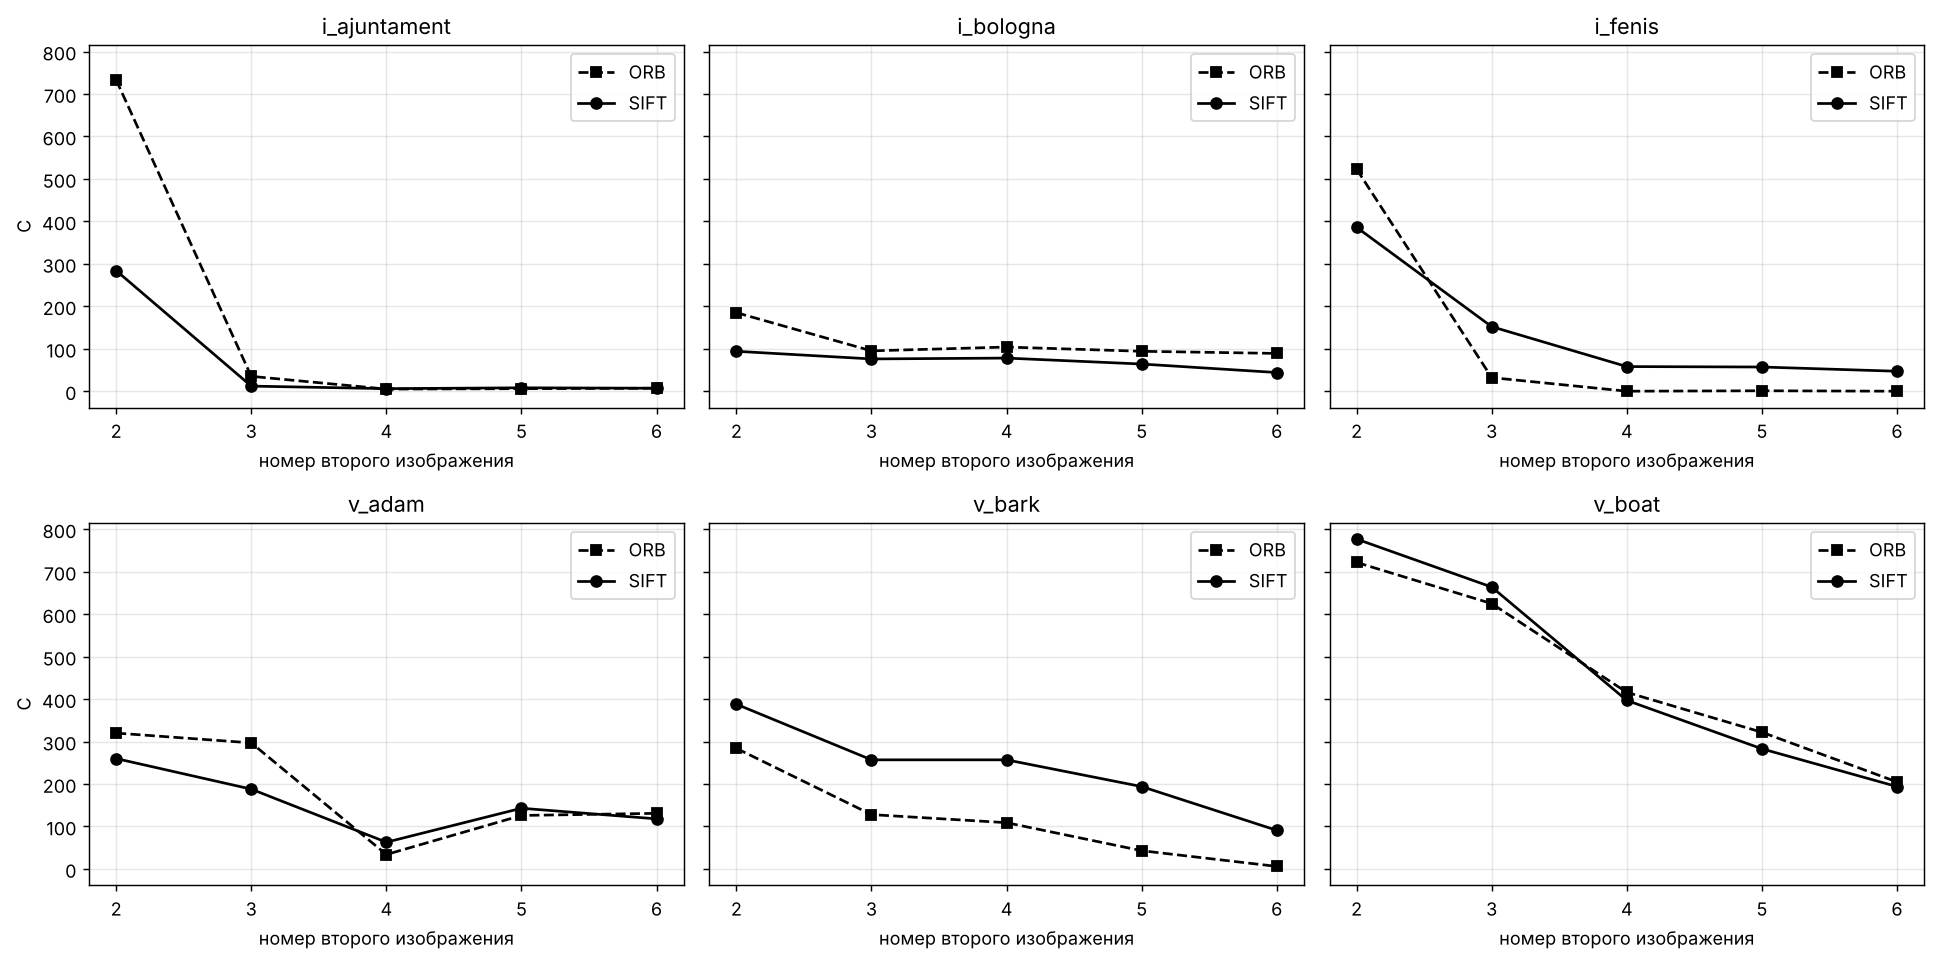 i_ajuntament
800
700
600
500
400
300
200
100
0
C
ORB
SIFT
2 3 4 5 6
номер второго изображения
i_bologna
ORB
SIFT
2 3 4 5 6
номер второго изображения
i_fenis
ORB
SIFT
2 3 4 5 6
номер второго изображения
v_adam
800
700
600
500
400
300
200
100
0
C
ORB
SIFT
2 3 4 5 6
номер второго изображения
v_bark
ORB
SIFT
2 3 4 5 6
номер второго изображения
v_boat
ORB
SIFT
2 3 4 5 6
номер второго изображения